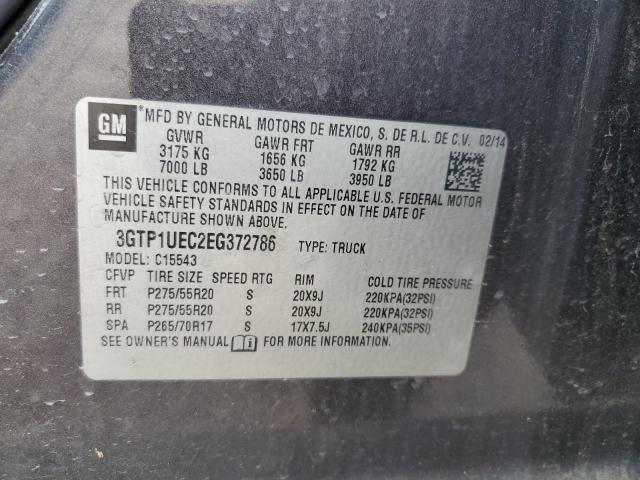 GM
*MFD BY GENERAL MOTORS DE MEXICO, S. DE R.L. DE C.V. 02/14
GVWR GAWR FRT GAWR RR
3175 KG 1656 KG 1792 KG
7000 LB 3650 LB 3950 LB
THIS VEHICLE CONFORMS TO ALL APPLICABLE U.S. FEDERAL MOTOR
VEHICLE SAFETY STANDARDS IN EFFECT ON THE DATE OF
MANUFACTURE SHOWN ABOVE.
3GTP1UEC2EG372786 TYPE: TRUCK
MODEL: C15543
CFVP TIRE SIZE SPEED RTG RIM COLD TIRE PRESSURE
FRT P275/55R20 S 20X9J 220KPA(32PSI)
RR P275/55R20 S 20X9J 220KPA(32PSI)
SPA P265/70R17 S 17X7.5J 240KPA(35PSI)
SEE OWNER'S MANUAL FOR MORE INFORMATION.